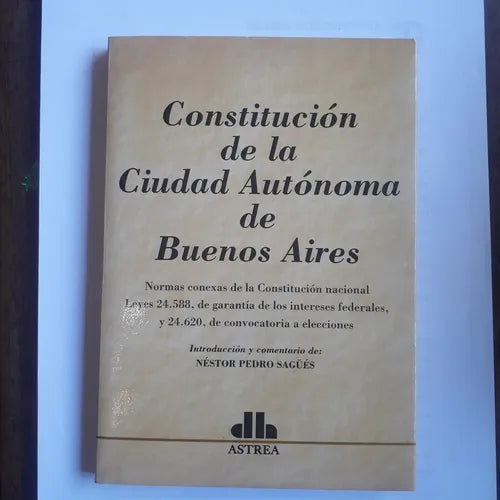 Constitución
de la
Ciudad Autónoma
de
Buenos Aires
Normas conexas de la Constitución nacional
Leyes 24.588, de garantía de los intereses federales,
y 24.620, de convocatoria a elecciones
Introducción y comentario de:
NÉSTOR PEDRO SAGÜÉS
ASTREA